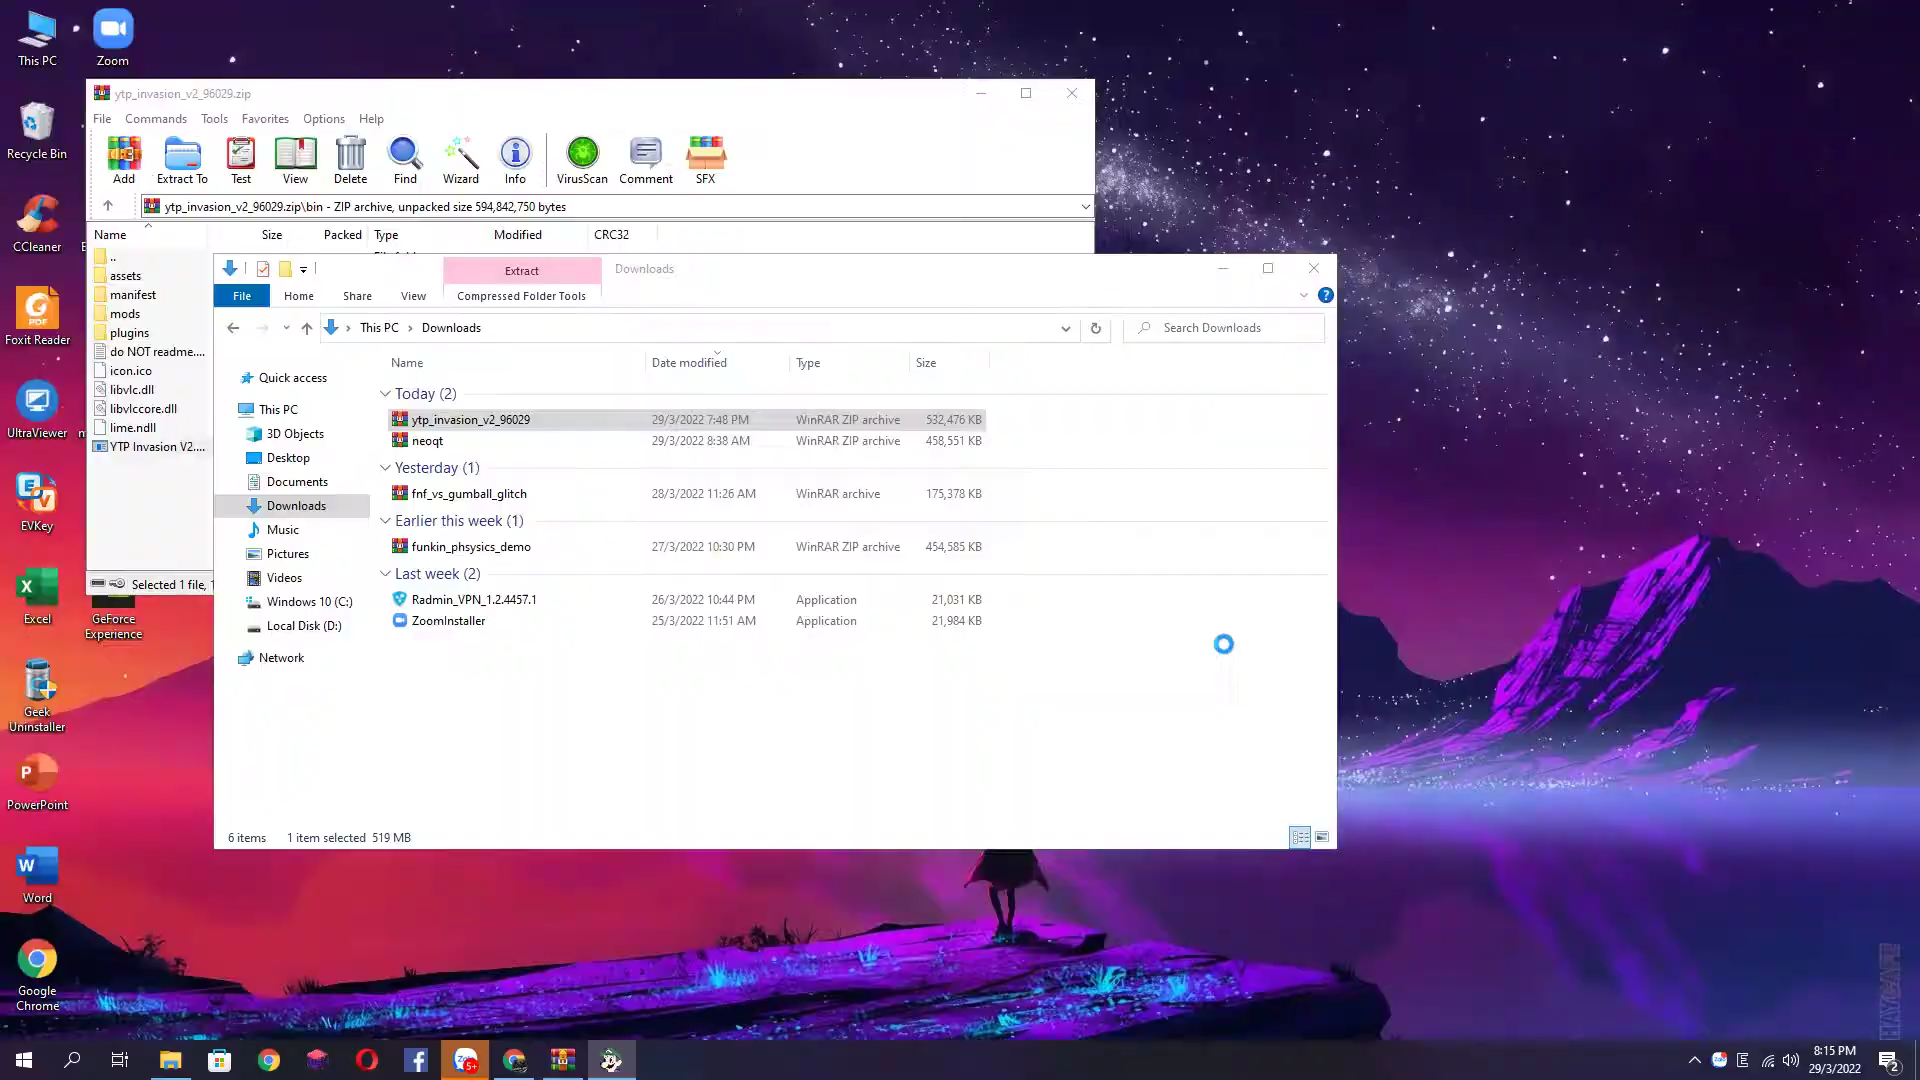 This PC
Zoom
Recycle Bin
CCleaner
Foxit Reader
UltraViewer
EVKey
Excel
GeForce
Experience
Geek
Uninstaller
PowerPoint
Word
Google
Chrome
ytp_invasion_v2_96029.zip
File Commands Tools Favorites Options Help
Add Extract To Test View Delete Find Wizard Info VirusScan Comment SFX
ytp_invasion_v2_96029.zip\bin - ZIP archive, unpacked size 594,842,750 bytes
Name Size Packed Type Modified CRC32
..
assets
manifest
mods
plugins
do NOT readme....
icon.ico
libvlc.dll
libvlccore.dll
lime.ndll
YTP Invasion V2....
Selected 1 file,
Extract Downloads
File Home Share View Compressed Folder Tools
This PC Downloads Search Downloads
Name Date modified Type Size
Quick access
This PC
3D Objects
Desktop
Documents
Downloads
Music
Pictures
Videos
Windows 10 (C:)
Local Disk (D:)
Network
Today (2)
ytp_invasion_v2_96029 29/3/2022 7:48 PM WinRAR ZIP archive 532,476 KB
neoqt 29/3/2022 8:38 AM WinRAR ZIP archive 458,551 KB
Yesterday (1)
fnf_vs_gumball_glitch 28/3/2022 11:26 AM WinRAR archive 175,378 KB
Earlier this week (1)
funkin_phsysics_demo 27/3/2022 10:30 PM WinRAR ZIP archive 454,585 KB
Last week (2)
Radmin_VPN_1.2.4457.1 26/3/2022 10:44 PM Application 21,031 KB
ZoomInstaller 25/3/2022 11:51 AM Application 21,984 KB
6 items 1 item selected 519 MB
5+
8:15 PM
29/3/2022
2